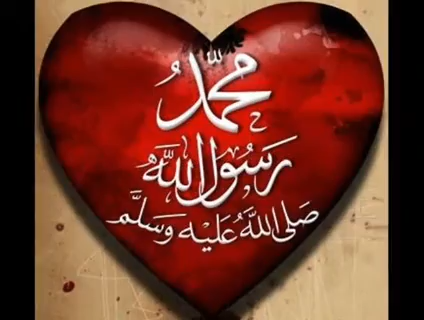 محمد
رسول الله
صلى الله عليه وسلم